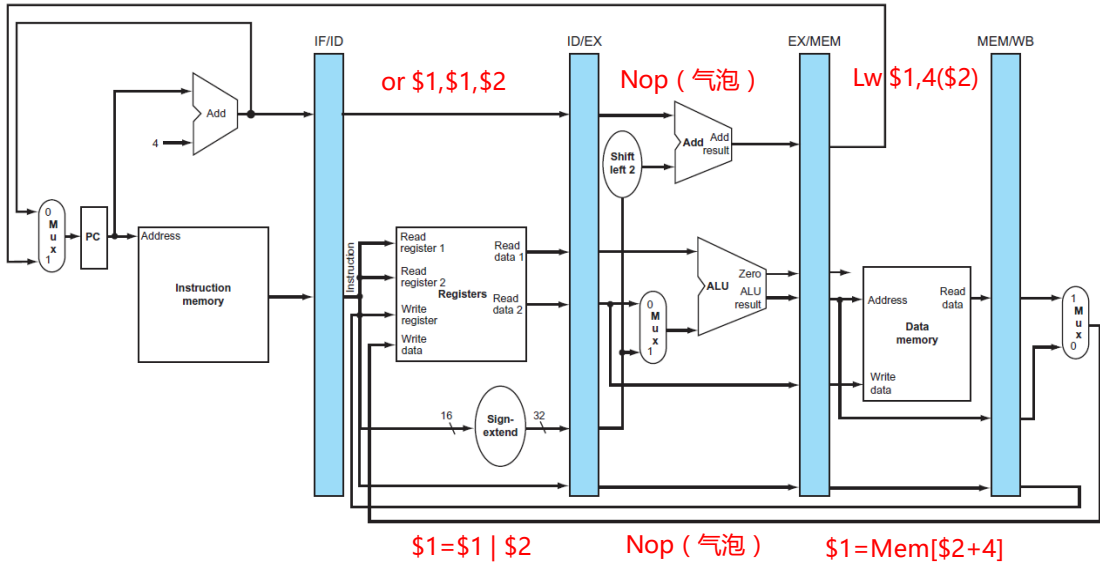 IF/ID
ID/EX
EX/MEM
MEM/WB
or $1,$1,$2
Nop（气泡）
Lw $1,4($2)
Add
4
Shift
left 2
Add
Add
result
0
M
u
x
1
PC
Address
Instruction
memory
Instruction
Read
register 1
Read
register 2
Write
register
Write
data
Registers
Read
data 1
Read
data 2
0
M
u
x
1
ALU
Zero
ALU
result
Address
Read
data
Data
memory
Write
data
1
M
u
x
0
16
Sign-
extend
32
$1=$1 | $2
Nop（气泡）
$1=Mem[$2+4]